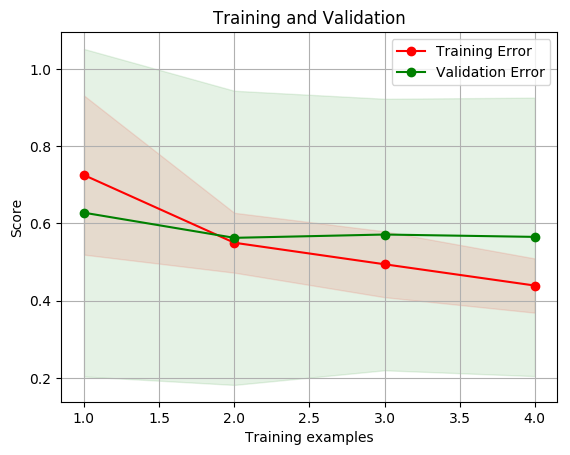 Training and Validation
Training Error
Validation Error
1.0
0.8
0.6
0.4
0.2
Score
1.0 1.5 2.0 2.5 3.0 3.5 4.0
Training examples